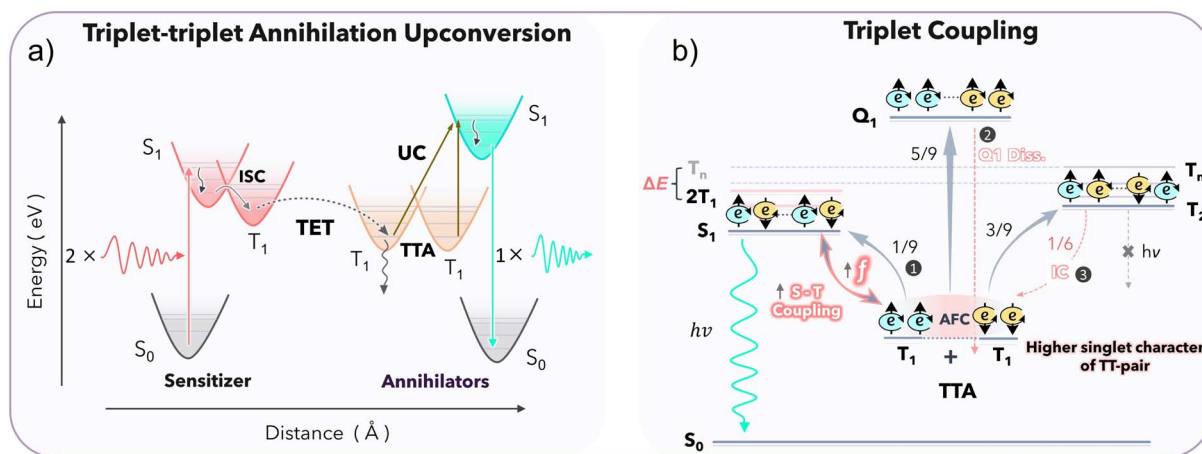 a)
Triplet-triplet Annihilation Upconversion
Energy ( eV)
2 ×
S₁
ISC
T₁
S₀
Sensitizer
TET
UC
TTA
T₁
T₁
S₁
1 ×
S₀
Annihilators
Distance ( Å )
b)
Triplet Coupling
Q₁
e e e e
5/9
2
Q1 Diss.
ΔE
Tₙ
2T₁
S₁
e e e e
1/9
1
↑ f
↑ S - T
Coupling
hν
e e
AFC
e e
T₁
+
T₁
TTA
3/9
Tₙ
e e e e
T₂
1/6
IC
3
hν
Higher singlet character
of TT-pair
S₀